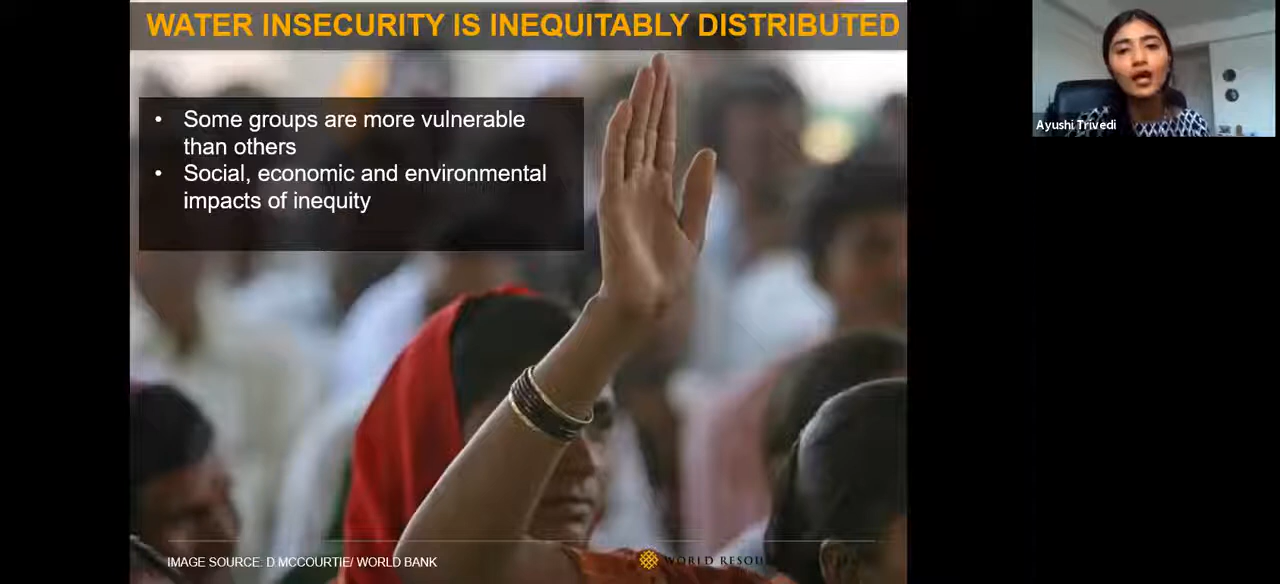 WATER INSECURITY IS INEQUITABLY DISTRIBUTED
• Some groups are more vulnerable
than others
• Social, economic and environmental
impacts of inequity
IMAGE SOURCE: D.MCCOURTIE/ WORLD BANK
WORLD
Ayushi Trivedi